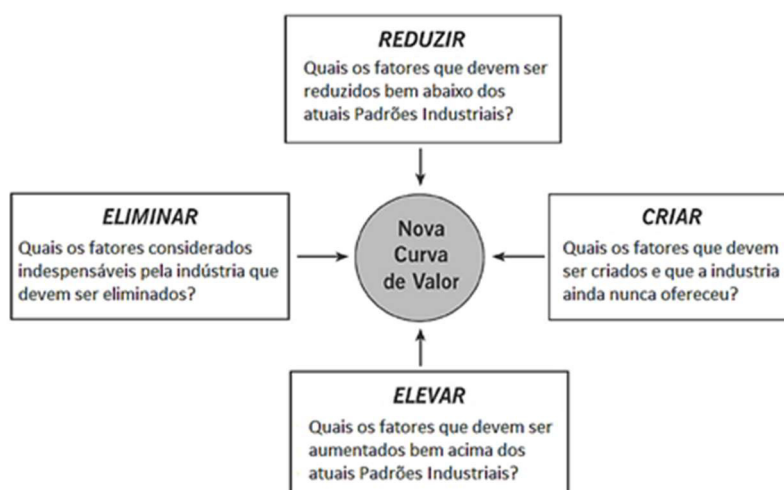 REDUZIR
Quais os fatores que devem ser
reduzidos bem abaixo dos
atuais Padrões Industriais?
ELIMINAR
Quais os fatores considerados
indespensáveis pela indústria que
devem ser eliminados?
Nova
Curva
de Valor
CRIAR
Quais os fatores que devem
ser criados e que a industria
ainda nunca ofereceu?
ELEVAR
Quais os fatores que devem ser
aumentados bem acima dos
atuais Padrões Industriais?